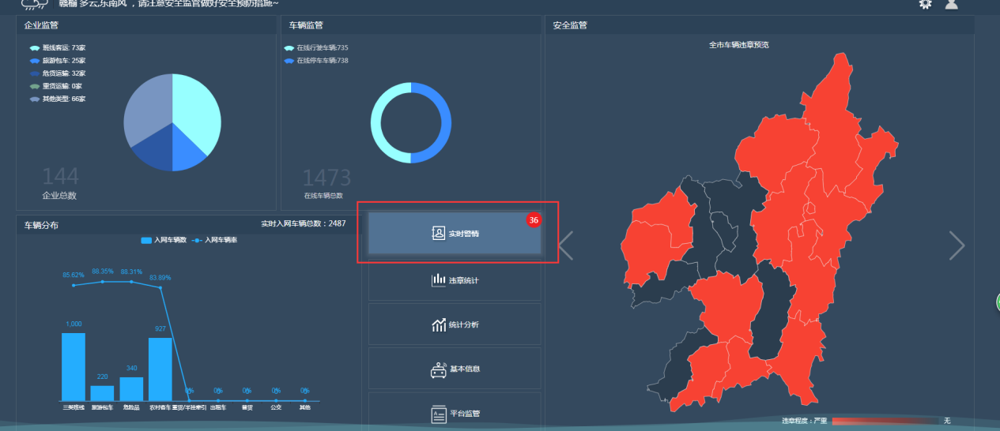 赣榆 多云,东南风 ，请注意安全监管做好安全预防措施~
企业监管
班线客运: 73家
旅游包车: 25家
危货运输: 32家
重货运输: 0家
其他类型: 66家
144
企业总数
车辆监管
在线行驶车辆:735
在线停车车辆:738
1473
在线车辆总数
安全监管
全市车辆违章预览
车辆分布
实时入网车辆总数：2487
入网车辆数 入网车辆率
85.62% 88.35% 88.31% 83.89%
1,000 220 340 927 0% 0% 0% 0% 0%
三类班线 旅游包车 危险品 农村客车 重货/半挂牵引 出租车 普货 公交 其他
实时警情
36
违章统计
统计分析
基本信息
平台监管
违章程度：严重
无